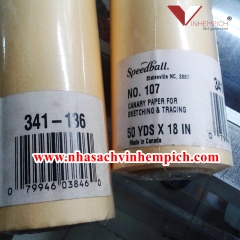 VINHEMPICH
341-136
0 79946 03846 0
Speedball.
Statesville NC,
NO. 107
CANARY PAPER FOR
SKETCHING & TRACING
50 YDS X 18 IN
Made in Canada
341-
www.nhasachvinhempich.com